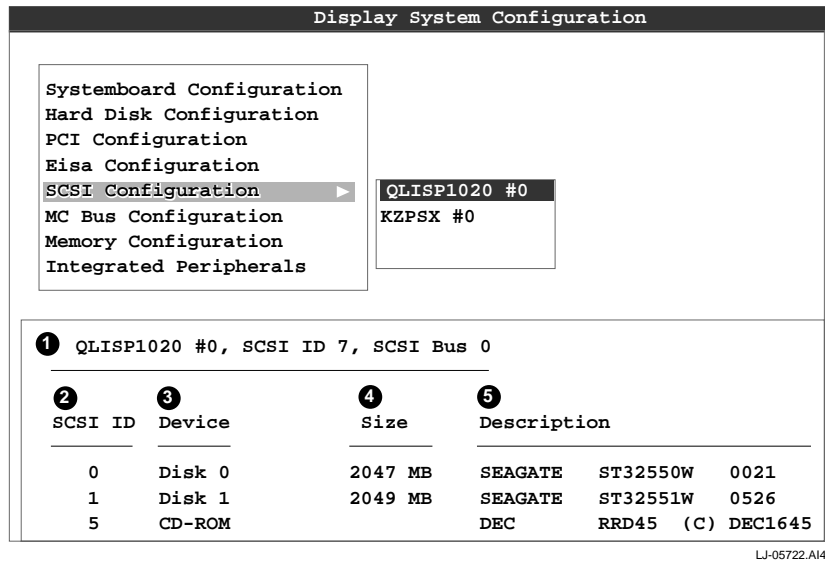 Display System Configuration
Systemboard Configuration
Hard Disk Configuration
PCI Configuration
Eisa Configuration
SCSI Configuration
MC Bus Configuration
Memory Configuration
Integrated Peripherals
QLISP1020 #0
KZPSX #0
1 QLISP1020 #0, SCSI ID 7, SCSI Bus 0
2 3 4 5
SCSI ID Device Size Description
0 Disk 0 2047 MB SEAGATE ST32550W 0021
1 Disk 1 2049 MB SEAGATE ST32551W 0526
5 CD-ROM DEC RRD45 (C) DEC1645
LJ-05722.AI4